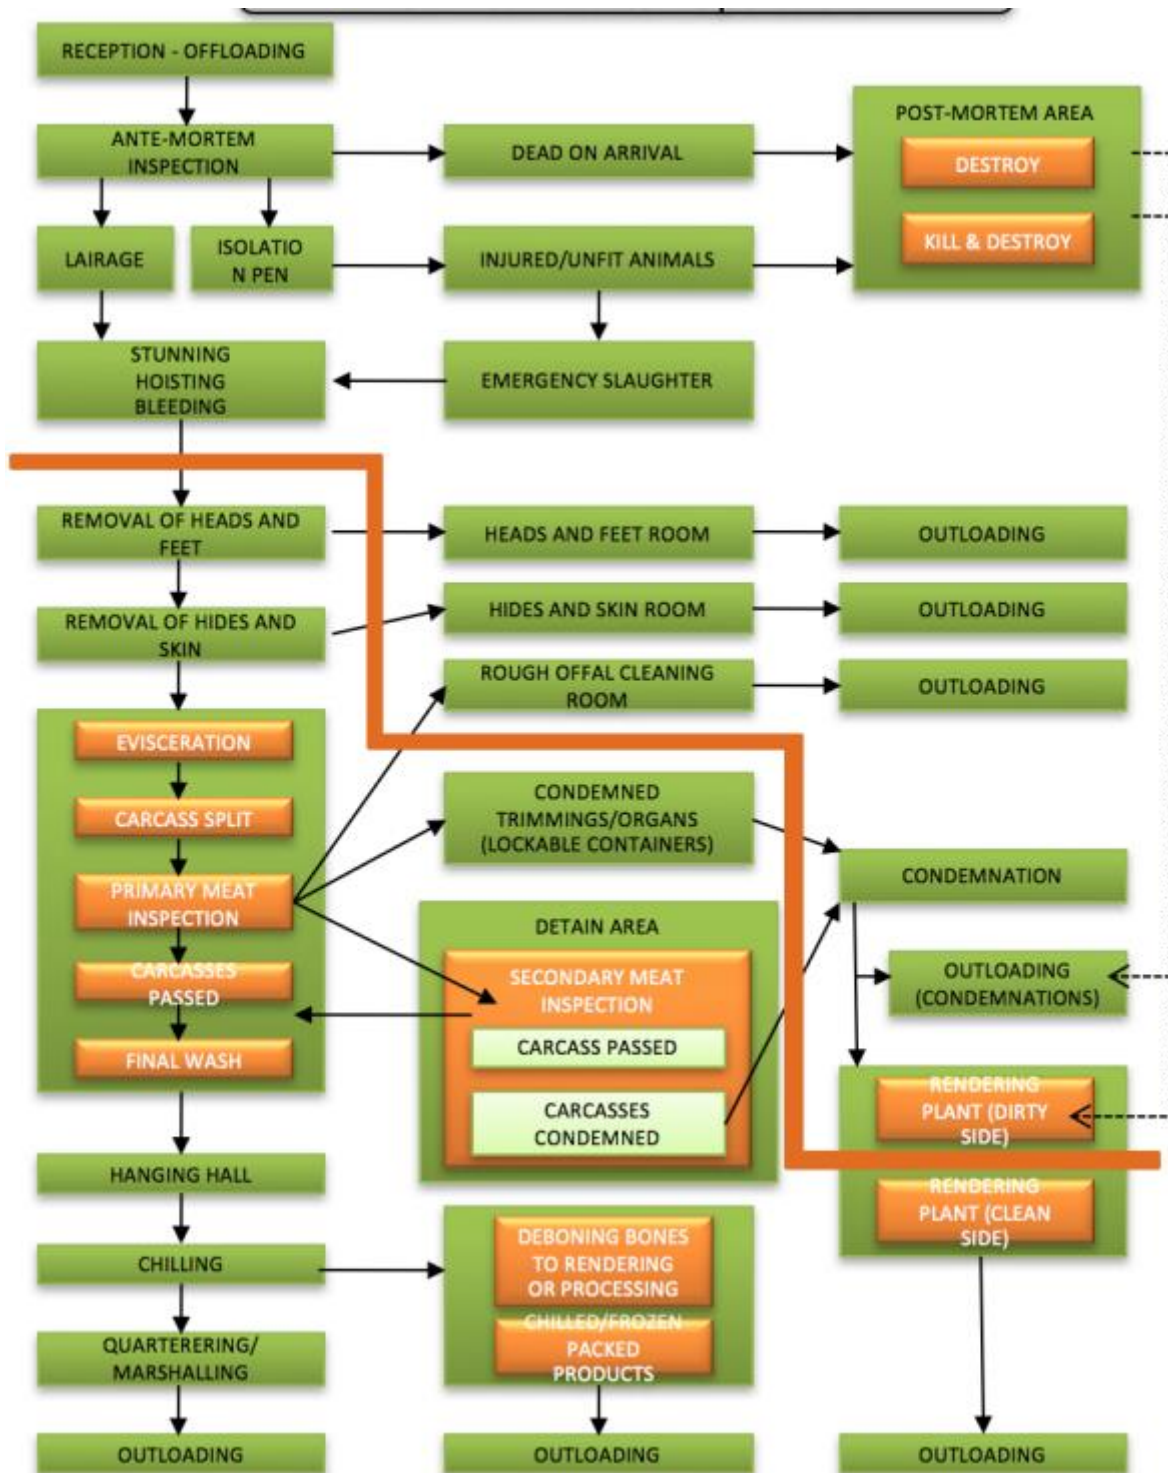 RECEPTION - OFFLOADING
ANTE-MORTEM
INSPECTION
DEAD ON ARRIVAL
POST-MORTEM AREA
DESTROY
KILL & DESTROY
LAIRAGE
ISOLATIO
N PEN
INJURED/UNFIT ANIMALS
STUNNING
HOISTING
BLEEDING
EMERGENCY SLAUGHTER
REMOVAL OF HEADS AND
FEET
HEADS AND FEET ROOM
OUTLOADING
REMOVAL OF HIDES AND
SKIN
HIDES AND SKIN ROOM
OUTLOADING
ROUGH OFFAL CLEANING
ROOM
OUTLOADING
EVISCERATION
CARCASS SPLIT
PRIMARY MEAT
INSPECTION
CARCASSES
PASSED
FINAL WASH
CONDEMNED
TRIMMINGS/ORGANS
(LOCKABLE CONTAINERS)
CONDEMNATION
DETAIN AREA
SECONDARY MEAT
INSPECTION
CARCASS PASSED
CARCASSES
CONDEMNED
OUTLOADING
(CONDEMNATIONS)
RENDERING
PLANT (DIRTY
SIDE)
RENDERING
PLANT (CLEAN
SIDE)
HANGING HALL
CHILLING
DEBONING BONES
TO RENDERING
OR PROCESSING
CHILLED/FROZEN
PACKED
PRODUCTS
QUARTERERING/
MARSHALLING
OUTLOADING
OUTLOADING
OUTLOADING